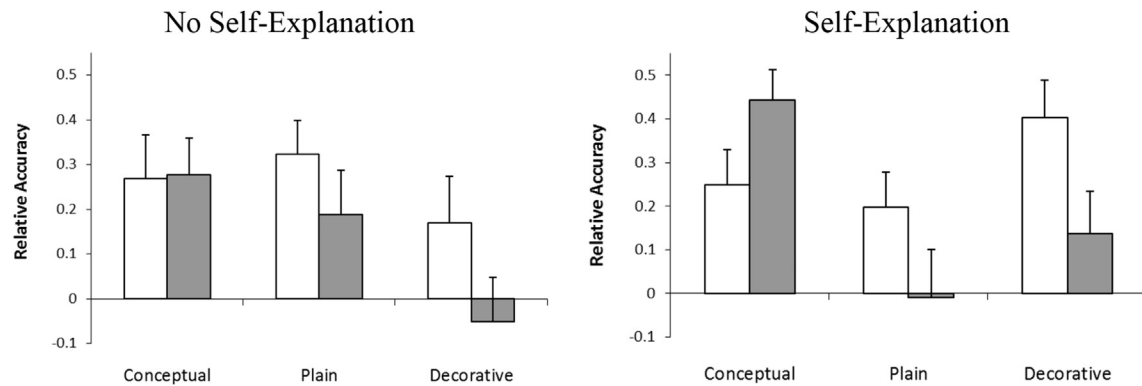 No Self-Explanation
Relative Accuracy
0.5
0.4
0.3
0.2
0.1
0
-0.1
Conceptual Plain Decorative
Self-Explanation
Relative Accuracy
0.5
0.4
0.3
0.2
0.1
0
-0.1
Conceptual Plain Decorative